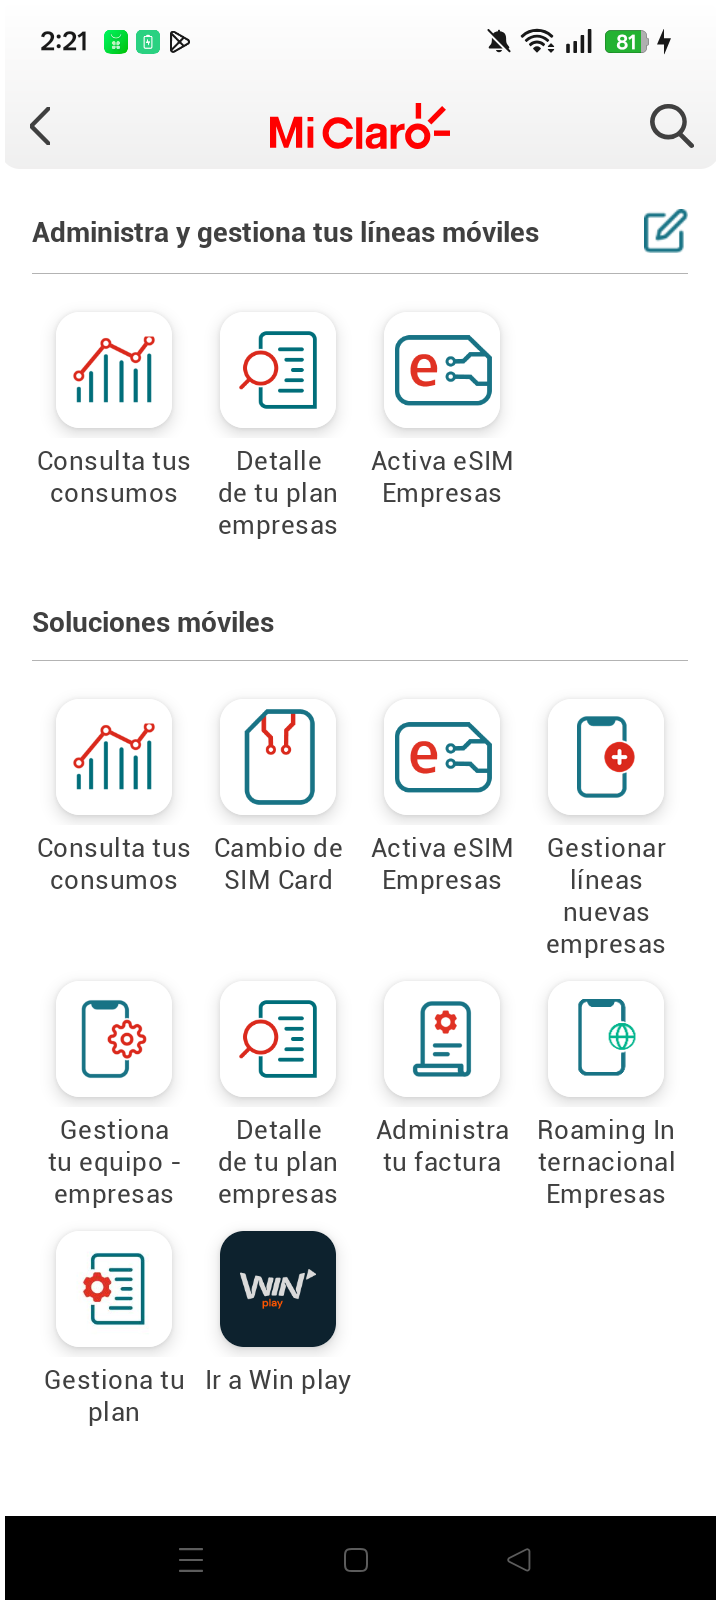 2:21
81
Mi Claro
Administra y gestiona tus líneas móviles
e
Consulta tus
consumos
Detalle
de tu plan
empresas
Activa eSIM
Empresas
Soluciones móviles
e
Consulta tus
consumos
Cambio de
SIM Card
Activa eSIM
Empresas
Gestionar
líneas
nuevas
empresas
Gestiona
tu equipo -
empresas
Detalle
de tu plan
empresas
Administra
tu factura
Roaming In
ternacional
Empresas
WIN
play
Gestiona tu
plan
Ir a Win play